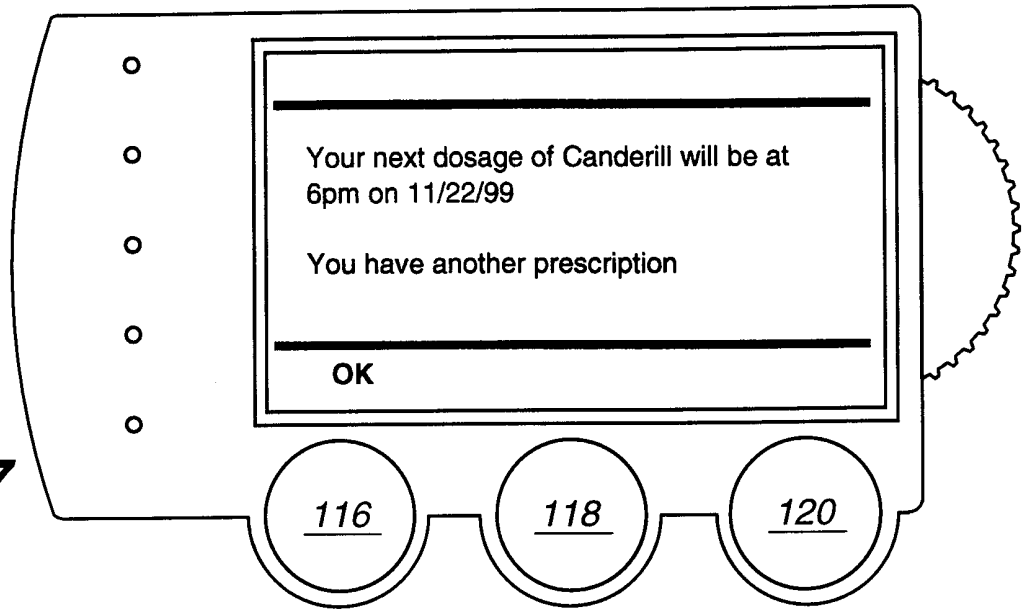 Your next dosage of Canderill will be at
6pm on 11/22/99
You have another prescription
OK
116 118 120